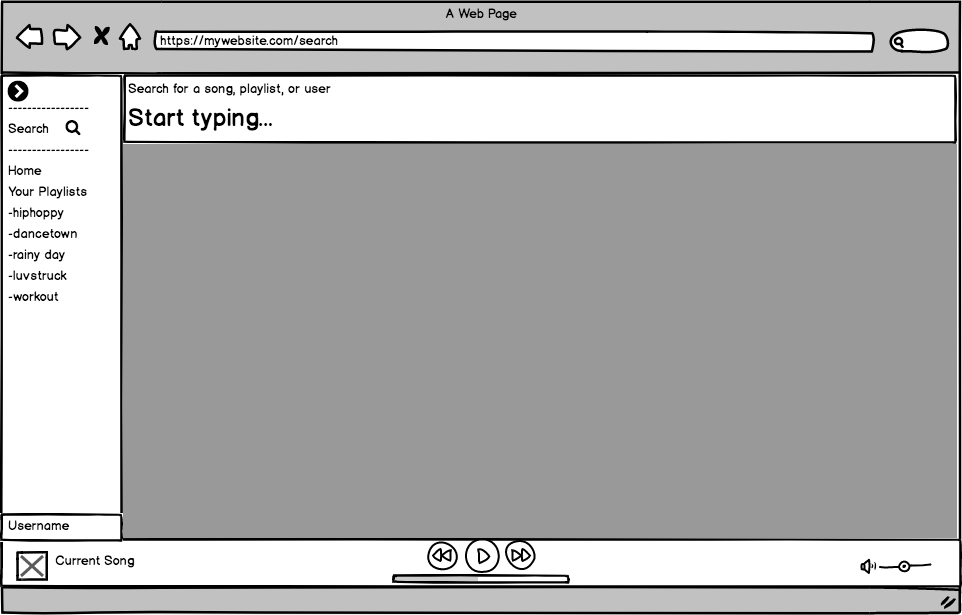 A Web Page
https://mywebsite.com/search
Search for a song, playlist, or user
Start typing...
Search
Home
Your Playlists
-hiphoppy
-dancetown
-rainy day
-luvstruck
-workout
Username
Current Song